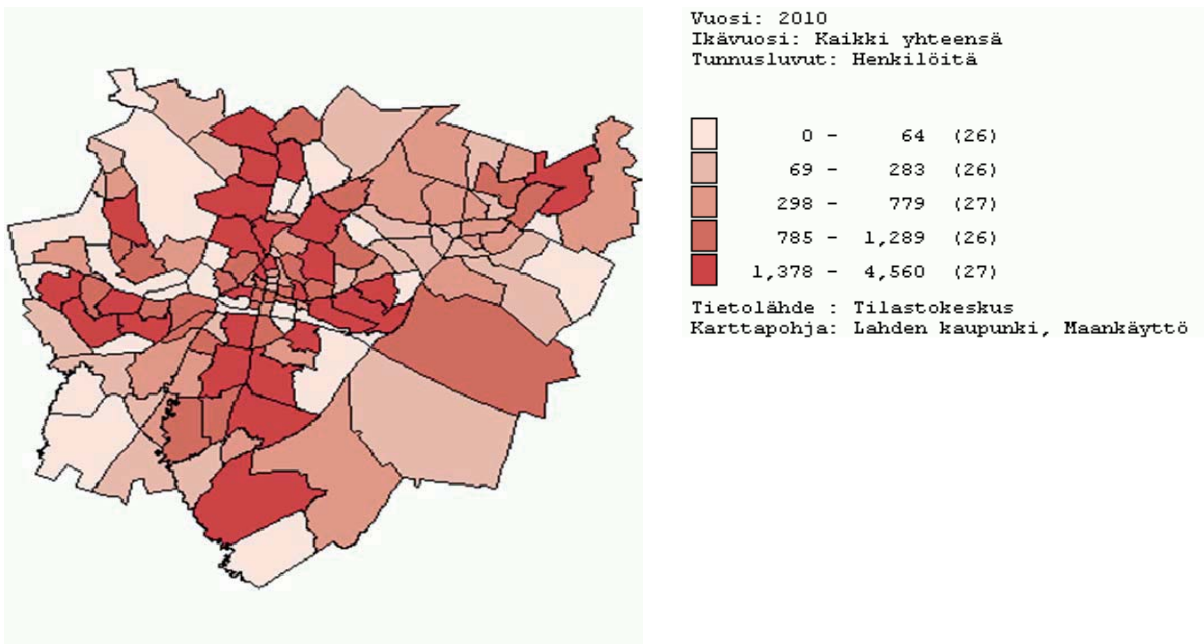 Vuosi: 2010
Ikävuosi: Kaikki yhteensä
Tunnusluvut: Henkilöitä
0 - 64 (26)
69 - 283 (26)
298 - 779 (27)
785 - 1,289 (26)
1,378 - 4,560 (27)
Tietolähde : Tilastokeskus
Karttapohja: Lahden kaupunki, Maankäyttö